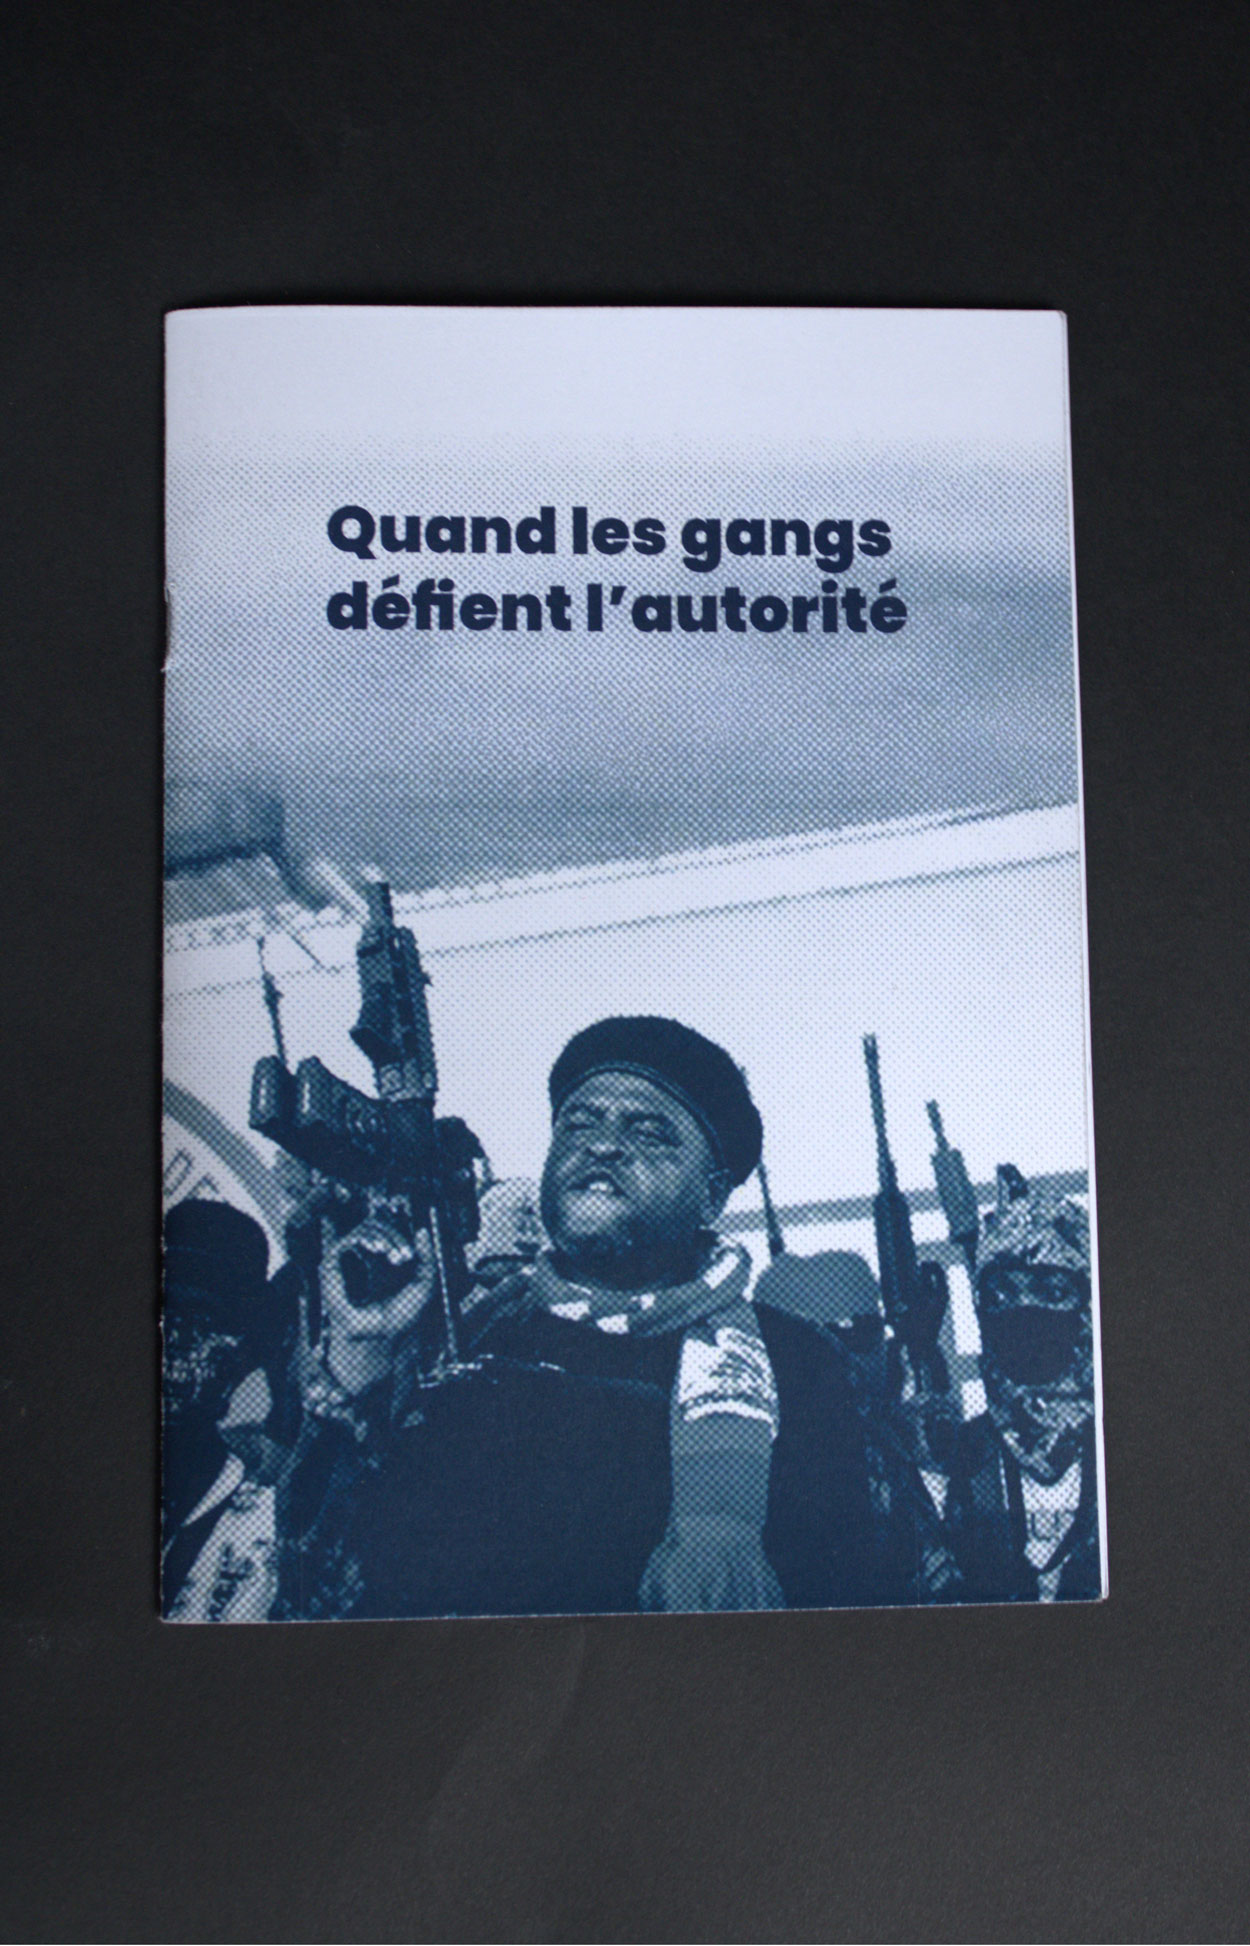 Quand les gangs
défient l’autorité